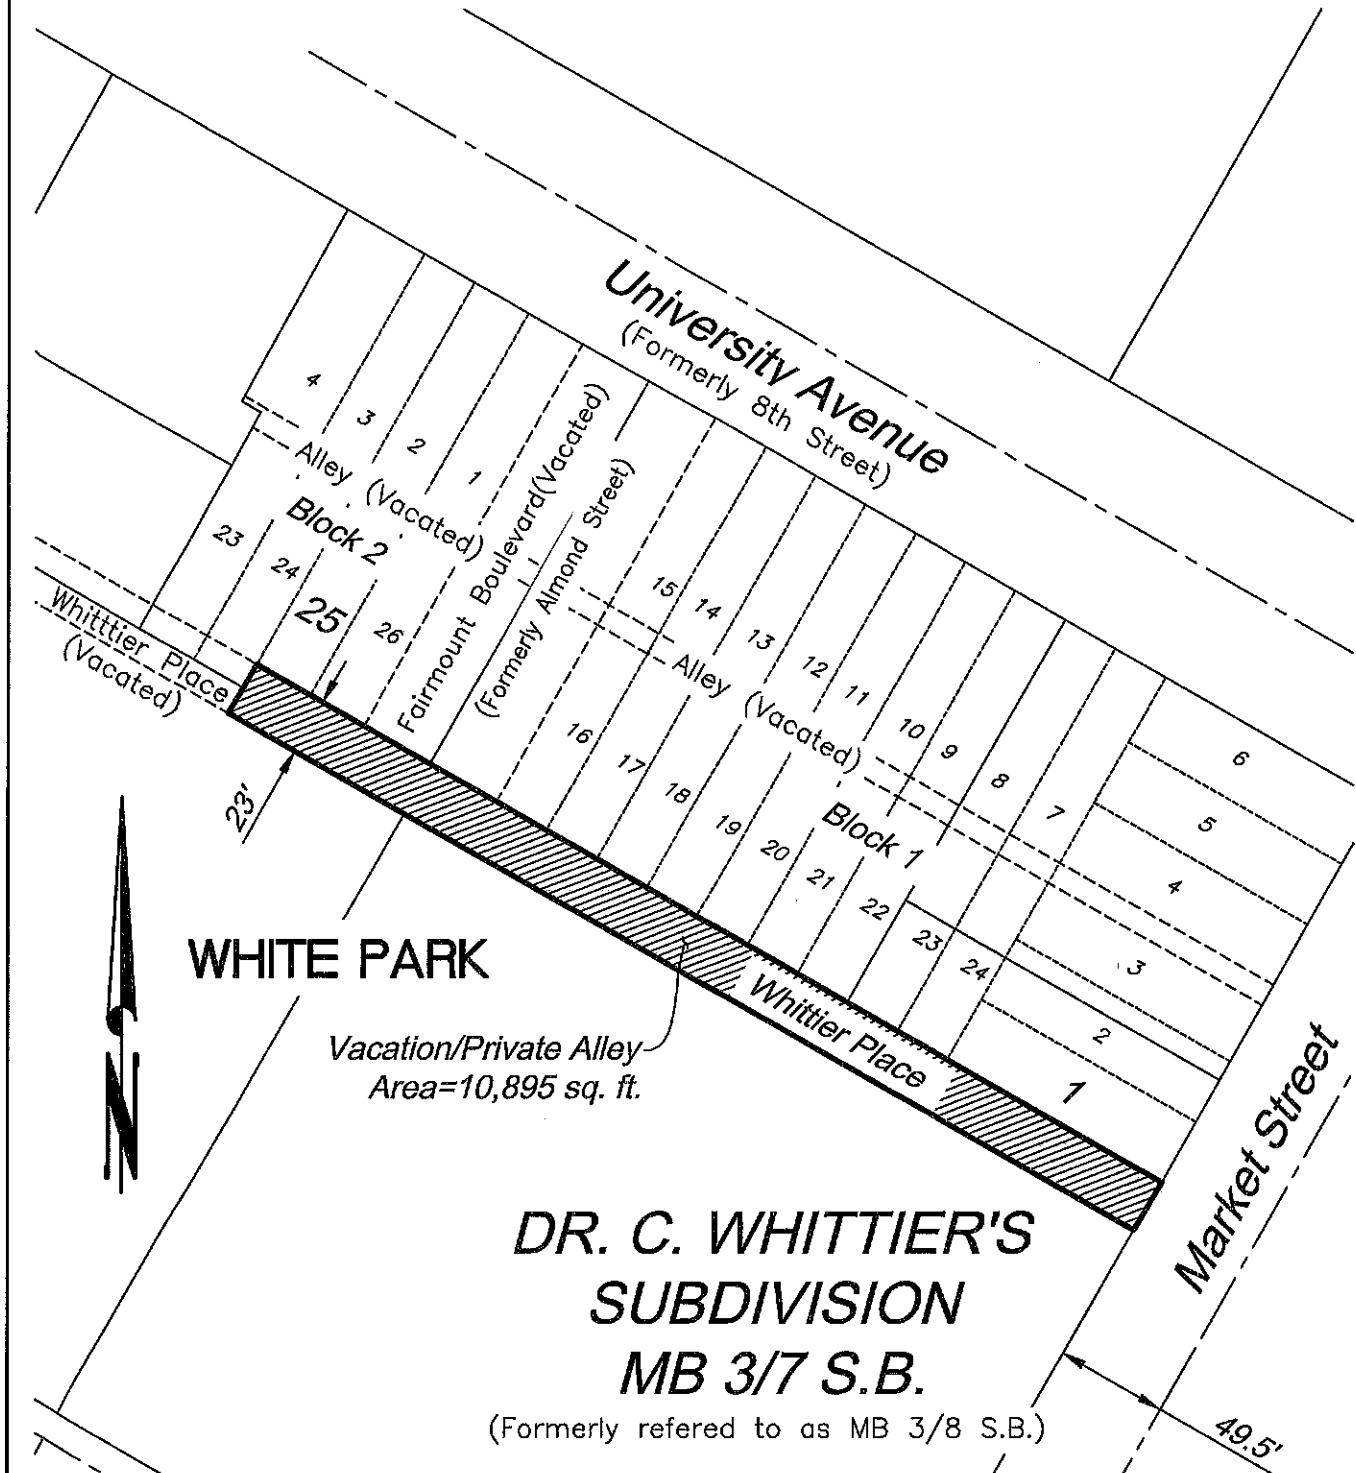 University Avenue
(Formerly 8th Street)
4
3
2
1
Alley (Vacated)
Block 2
23
24
25
26
Fairmount Boulevard(Vacated)
(Formerly Almond Street)
Whitttier Place
(Vacated)
15
14
13
12
11
10
9
8
7
6
5
4
3
2
1
Alley (Vacated)
Block 1
16
17
18
19
20
21
22
23
24
23'
WHITE PARK
Whittier Place
Vacation/Private Alley
Area=10,895 sq. ft.
N
Market Street
DR. C. WHITTIER'S
SUBDIVISION
MB 3/7 S.B.
(Formerly refered to as MB 3/8 S.B.)
49.5'